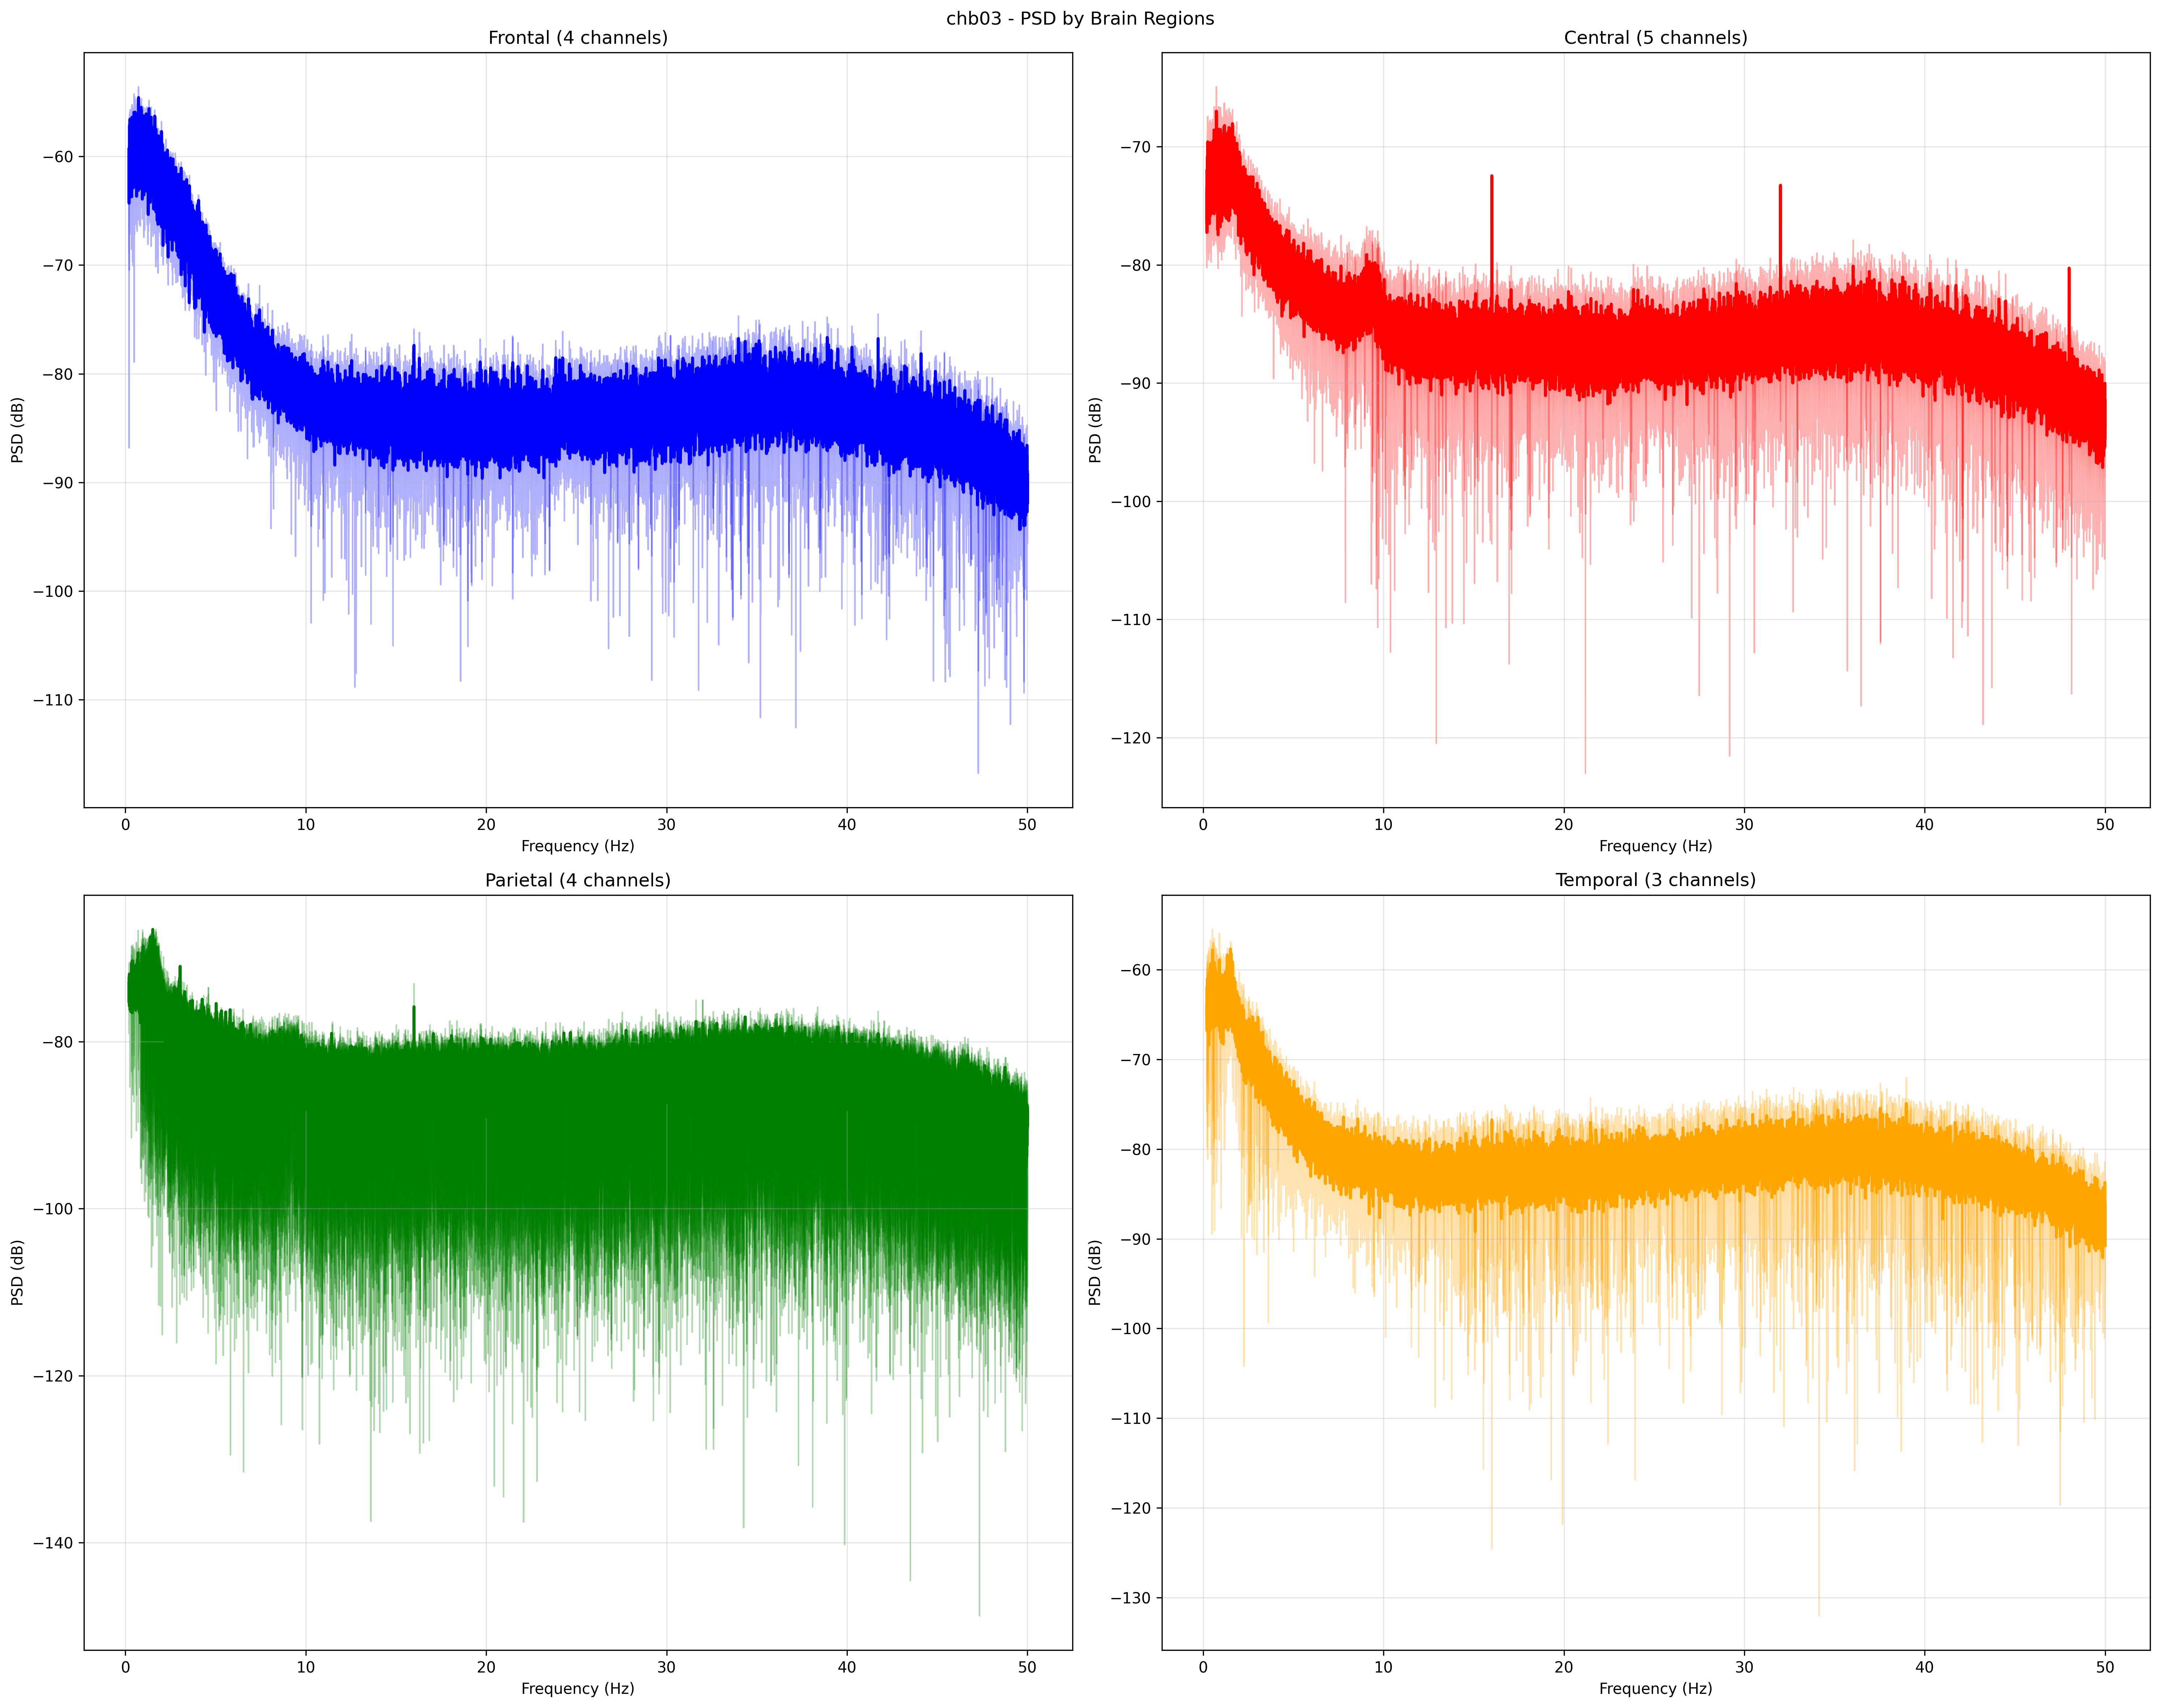 chb03 - PSD by Brain Regions
Frontal (4 channels)
PSD (dB)
−60
−70
−80
−90
−100
−110
0 10 20 30 40 50
Frequency (Hz)
Central (5 channels)
PSD (dB)
−70
−80
−90
−100
−110
−120
0 10 20 30 40 50
Frequency (Hz)
Parietal (4 channels)
PSD (dB)
−80
−100
−120
−140
0 10 20 30 40 50
Frequency (Hz)
Temporal (3 channels)
PSD (dB)
−60
−70
−80
−90
−100
−110
−120
−130
0 10 20 30 40 50
Frequency (Hz)